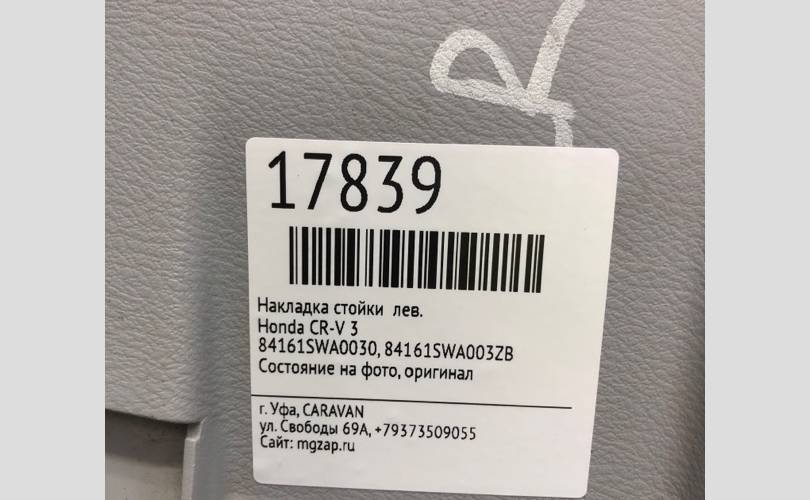 17839
Накладка стойки лев.
Honda CR-V 3
84161SWA0030, 84161SWA003ZB
Состояние на фото, оригинал
г. Уфа, CARAVAN
ул. Свободы 69А, +79373509055
Сайт: mgzap.ru